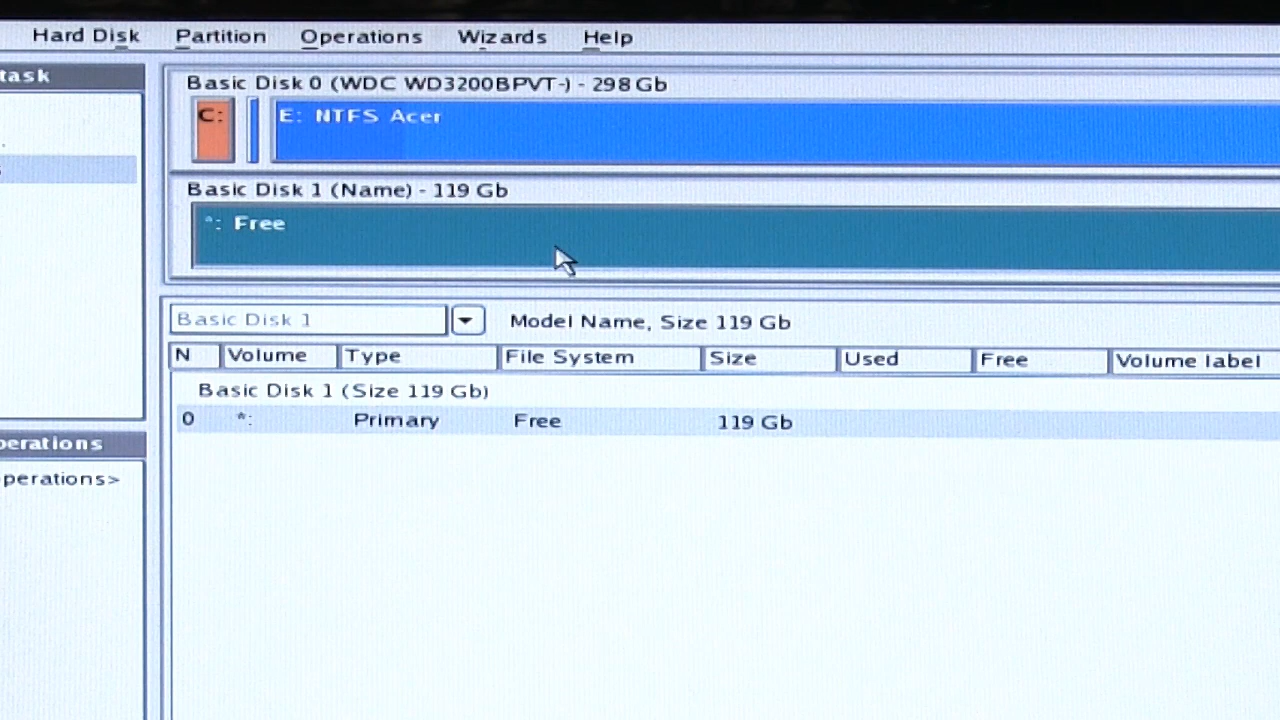 Hard Disk Partition Operations Wizards Help
task
Basic Disk 0 (WDC WD3200BPVT-) - 298 Gb
C: E: NTFS Acer
Basic Disk 1 (Name) - 119 Gb
*: Free
Basic Disk 1 Model Name, Size 119 Gb
N Volume Type File System Size Used Free Volume label
Basic Disk 1 (Size 119 Gb)
0 *: Primary Free 119 Gb
perations
perations>